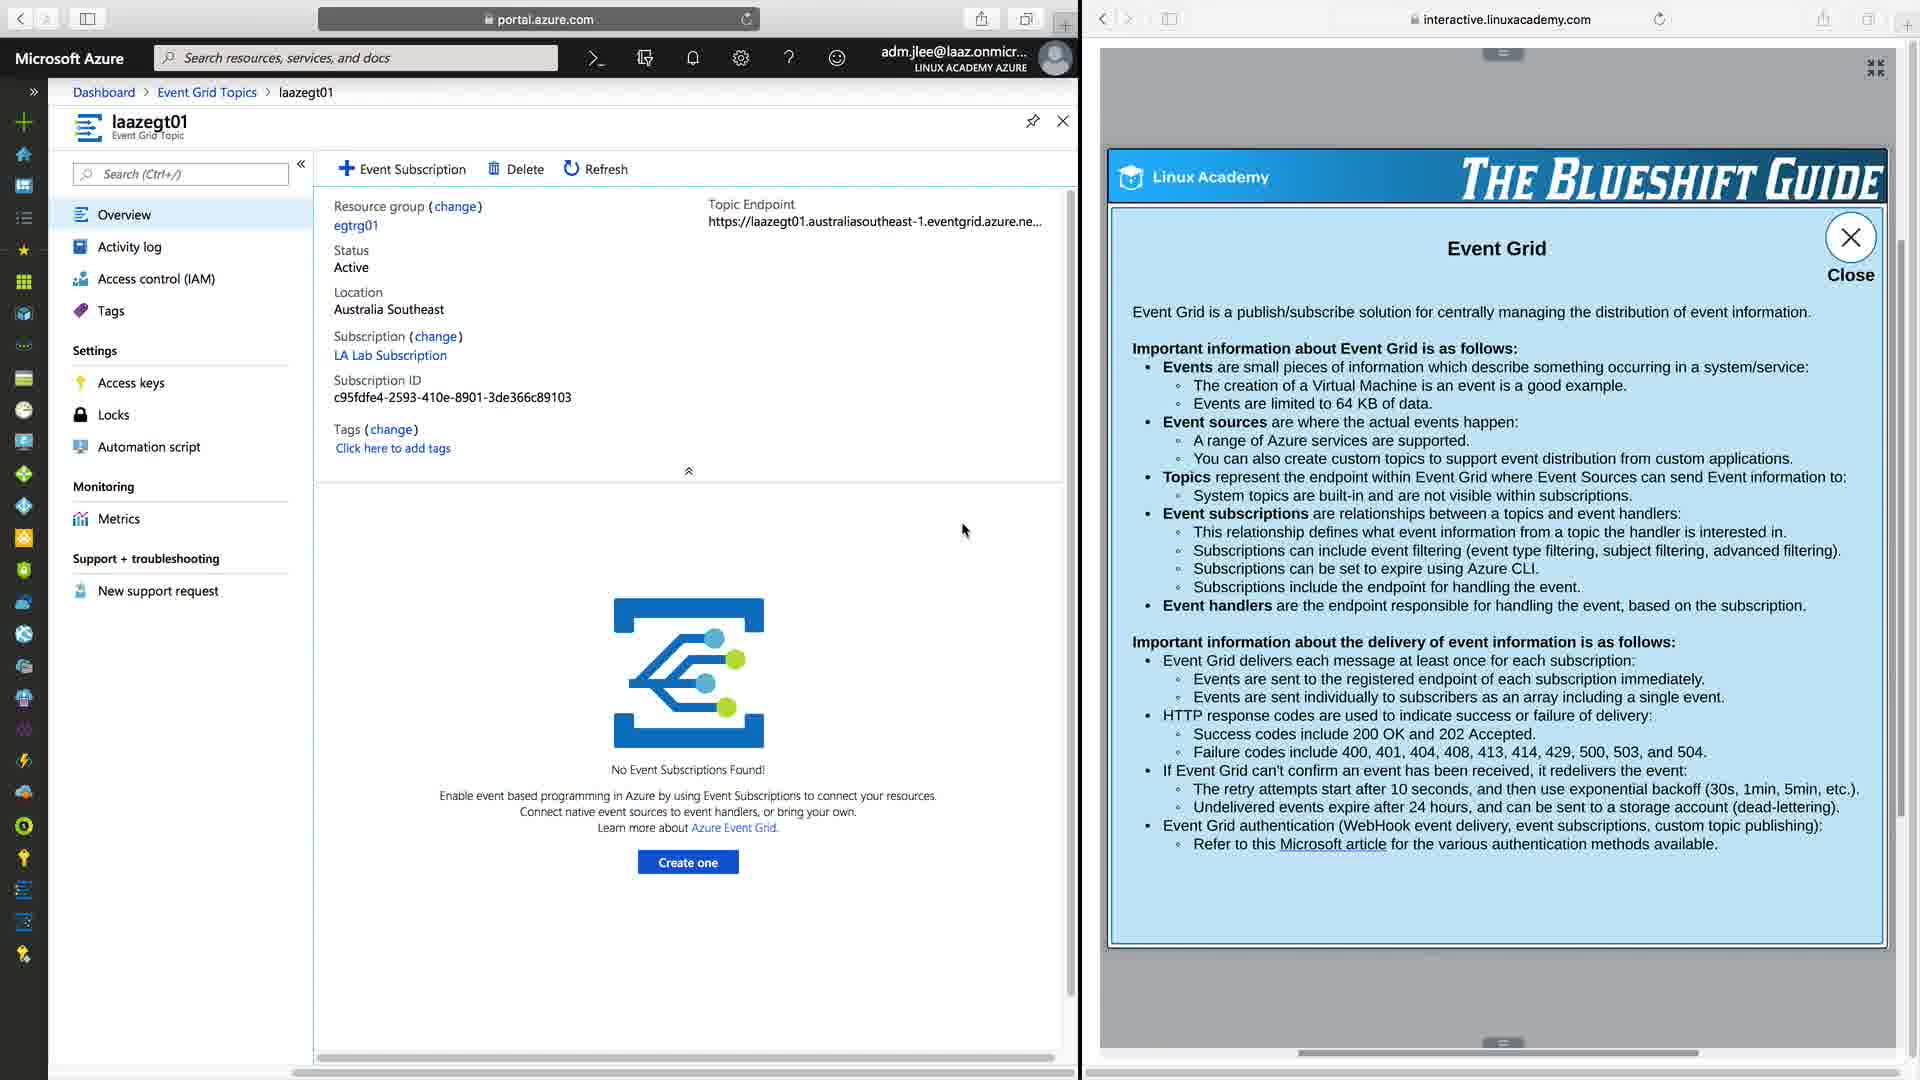 portal.azure.com
Microsoft Azure
Search resources, services, and docs
adm.jlee@laaz.onmicr...
LINUX ACADEMY AZURE
Dashboard > Event Grid Topics > laazegt01
laazegt01
Event Grid Topic
Search (Ctrl+/)
Overview
Activity log
Access control (IAM)
Tags
Settings
Access keys
Locks
Automation script
Monitoring
Metrics
Support + troubleshooting
New support request
Event Subscription
Delete
Refresh
Resource group (change)
egtrg01
Status
Active
Location
Australia Southeast
Subscription (change)
LA Lab Subscription
Subscription ID
c95fdfe4-2593-410e-8901-3de366c89103
Tags (change)
Click here to add tags
Topic Endpoint
https://laazegt01.australiasoutheast-1.eventgrid.azure.ne...
No Event Subscriptions Found!
Enable event based programming in Azure by using Event Subscriptions to connect your resources.
Connect native event sources to event handlers, or bring your own.
Learn more about Azure Event Grid.
Create one
interactive.linuxacademy.com
Linux Academy
THE BLUESHIFT GUIDE
Event Grid
Close
Event Grid is a publish/subscribe solution for centrally managing the distribution of event information.
Important information about Event Grid is as follows:
• Events are small pieces of information which describe something occurring in a system/service:
◦ The creation of a Virtual Machine is an event is a good example.
◦ Events are limited to 64 KB of data.
• Event sources are where the actual events happen:
◦ A range of Azure services are supported.
◦ You can also create custom topics to support event distribution from custom applications.
• Topics represent the endpoint within Event Grid where Event Sources can send Event information to:
◦ System topics are built-in and are not visible within subscriptions.
• Event subscriptions are relationships between a topics and event handlers:
◦ This relationship defines what event information from a topic the handler is interested in.
◦ Subscriptions can include event filtering (event type filtering, subject filtering, advanced filtering).
◦ Subscriptions can be set to expire using Azure CLI.
◦ Subscriptions include the endpoint for handling the event.
• Event handlers are the endpoint responsible for handling the event, based on the subscription.
Important information about the delivery of event information is as follows:
• Event Grid delivers each message at least once for each subscription:
◦ Events are sent to the registered endpoint of each subscription immediately.
◦ Events are sent individually to subscribers as an array including a single event.
• HTTP response codes are used to indicate success or failure of delivery:
◦ Success codes include 200 OK and 202 Accepted.
◦ Failure codes include 400, 401, 404, 408, 413, 414, 429, 500, 503, and 504.
• If Event Grid can't confirm an event has been received, it redelivers the event:
◦ The retry attempts start after 10 seconds, and then use exponential backoff (30s, 1min, 5min, etc.).
◦ Undelivered events expire after 24 hours, and can be sent to a storage account (dead-lettering).
• Event Grid authentication (WebHook event delivery, event subscriptions, custom topic publishing):
◦ Refer to this Microsoft article for the various authentication methods available.